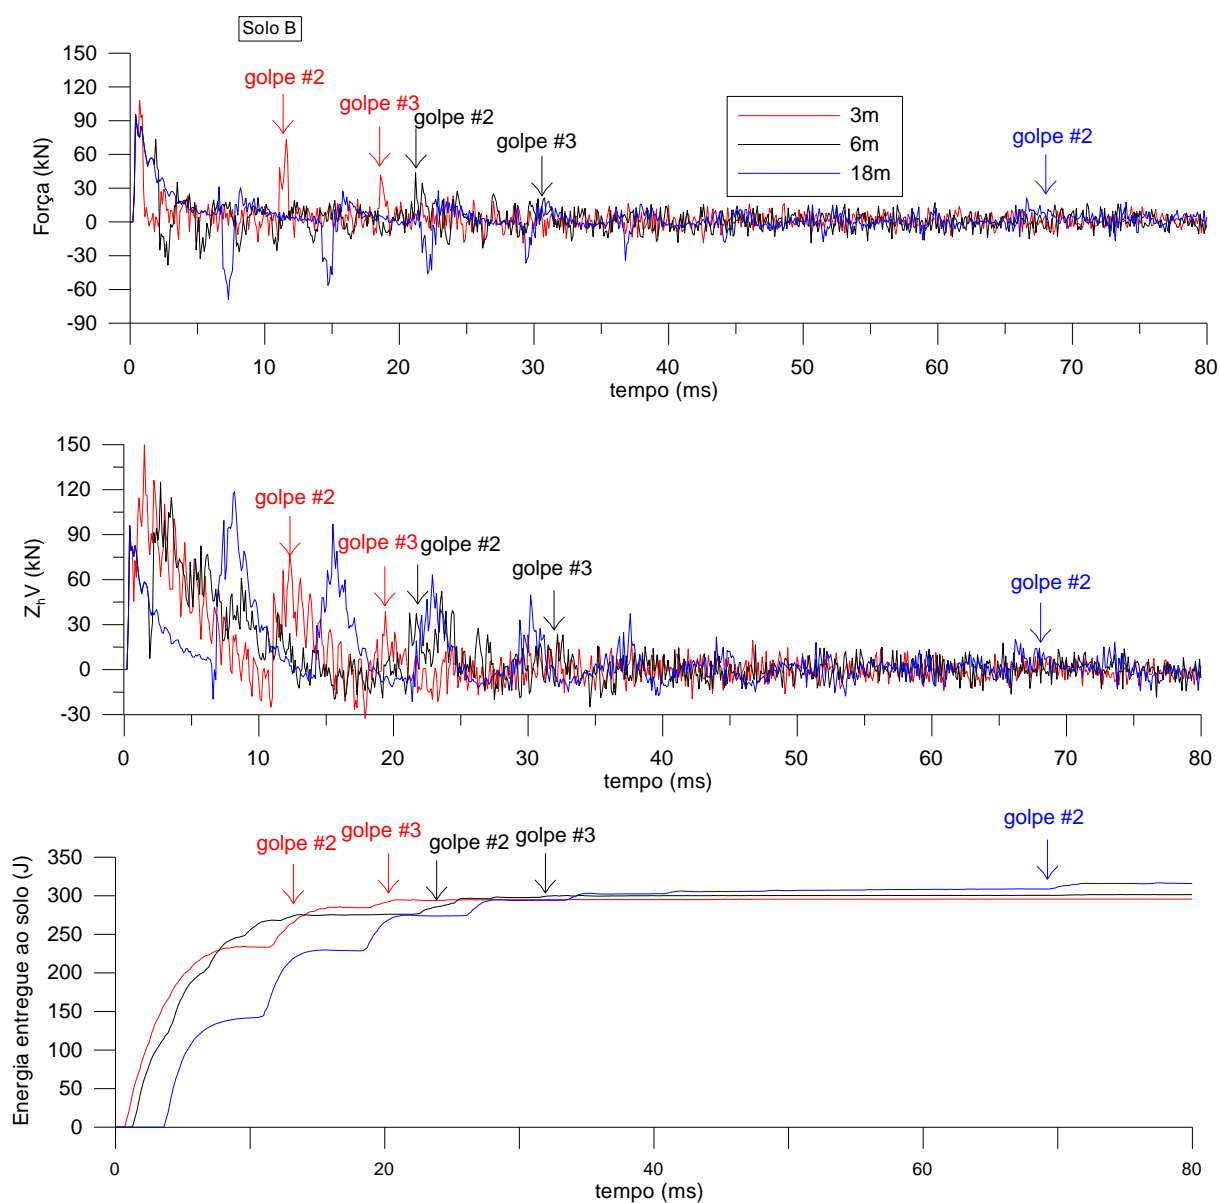 Solo B
150
120
90
60
30
0
-30
-60
-90
Força (kN)
golpe #2
golpe #3
golpe #2
golpe #3
golpe #2
3m
6m
18m
0 10 20 30 40 50 60 70 80
tempo (ms)
150
120
90
60
30
0
-30
ZhV (kN)
golpe #2
golpe #3
golpe #2
golpe #3
golpe #2
0 10 20 30 40 50 60 70 80
tempo (ms)
350
300
250
200
150
100
50
0
Energia entregue ao solo (J)
golpe #2
golpe #3
golpe #2
golpe #3
golpe #2
0 20 40 60 80
tempo (ms)